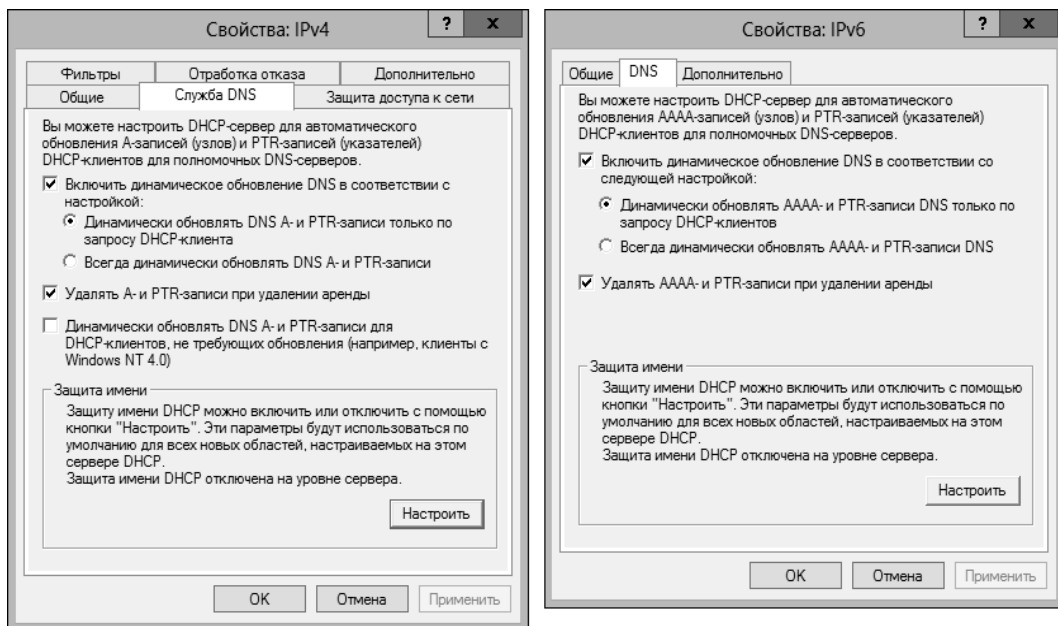 Свойства: IPv4
?
x
Фильтры
Отработка отказа
Дополнительно
Общие
Служба DNS
Защита доступа к сети
Вы можете настроить DHCP-сервер для автоматического
обновления A-записей (узлов) и PTR-записей (указателей)
DHCP-клиентов для полномочных DNS-серверов.
Включить динамическое обновление DNS в соответствии с
настройкой:
Динамически обновлять DNS A- и PTR-записи только по
запросу DHCP-клиента
Всегда динамически обновлять DNS A- и PTR-записи
Удалять A- и PTR-записи при удалении аренды
Динамически обновлять DNS A- и PTR-записи для
DHCP-клиентов, не требующих обновления (например, клиенты с
Windows NT 4.0)
Защита имени
Защиту имени DHCP можно включить или отключить с помощью
кнопки "Настроить". Эти параметры будут использоваться по
умолчанию для всех новых областей, настраиваемых на этом
сервере DHCP.
Защита имени DHCP отключена на уровне сервера.
Настроить
OK
Отмена
Применить
Свойства: IPv6
?
x
Общие
DNS
Дополнительно
Вы можете настроить DHCP-сервер для автоматического
обновления AAAA-записей (узлов) и PTR-записей (указателей)
DHCP-клиентов для полномочных DNS-серверов.
Включить динамическое обновление DNS в соответствии со
следующей настройкой:
Динамически обновлять AAAA- и PTR-записи DNS только по
запросу DHCP-клиентов
Всегда динамически обновлять AAAA- и PTR-записи DNS
Удалять AAAA- и PTR-записи при удалении аренды
Защита имени
Защиту имени DHCP можно включить или отключить с помощью
кнопки "Настроить". Эти параметры будут использоваться по
умолчанию для всех новых областей, настраиваемых на этом
сервере DHCP.
Защита имени DHCP отключена на уровне сервера.
Настроить
OK
Отмена
Применить